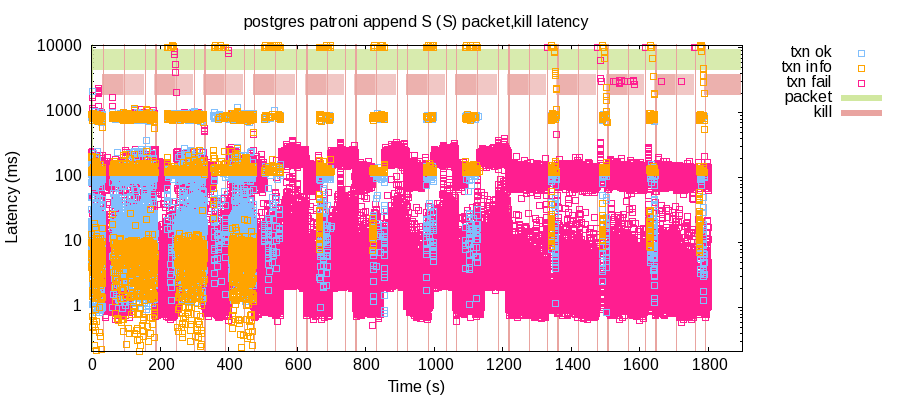 postgres patroni append S (S) packet,kill latency
txn ok
txn info
txn fail
packet
kill
Latency (ms)
10000
1000
100
10
1
0 200 400 600 800 1000 1200 1400 1600 1800
Time (s)